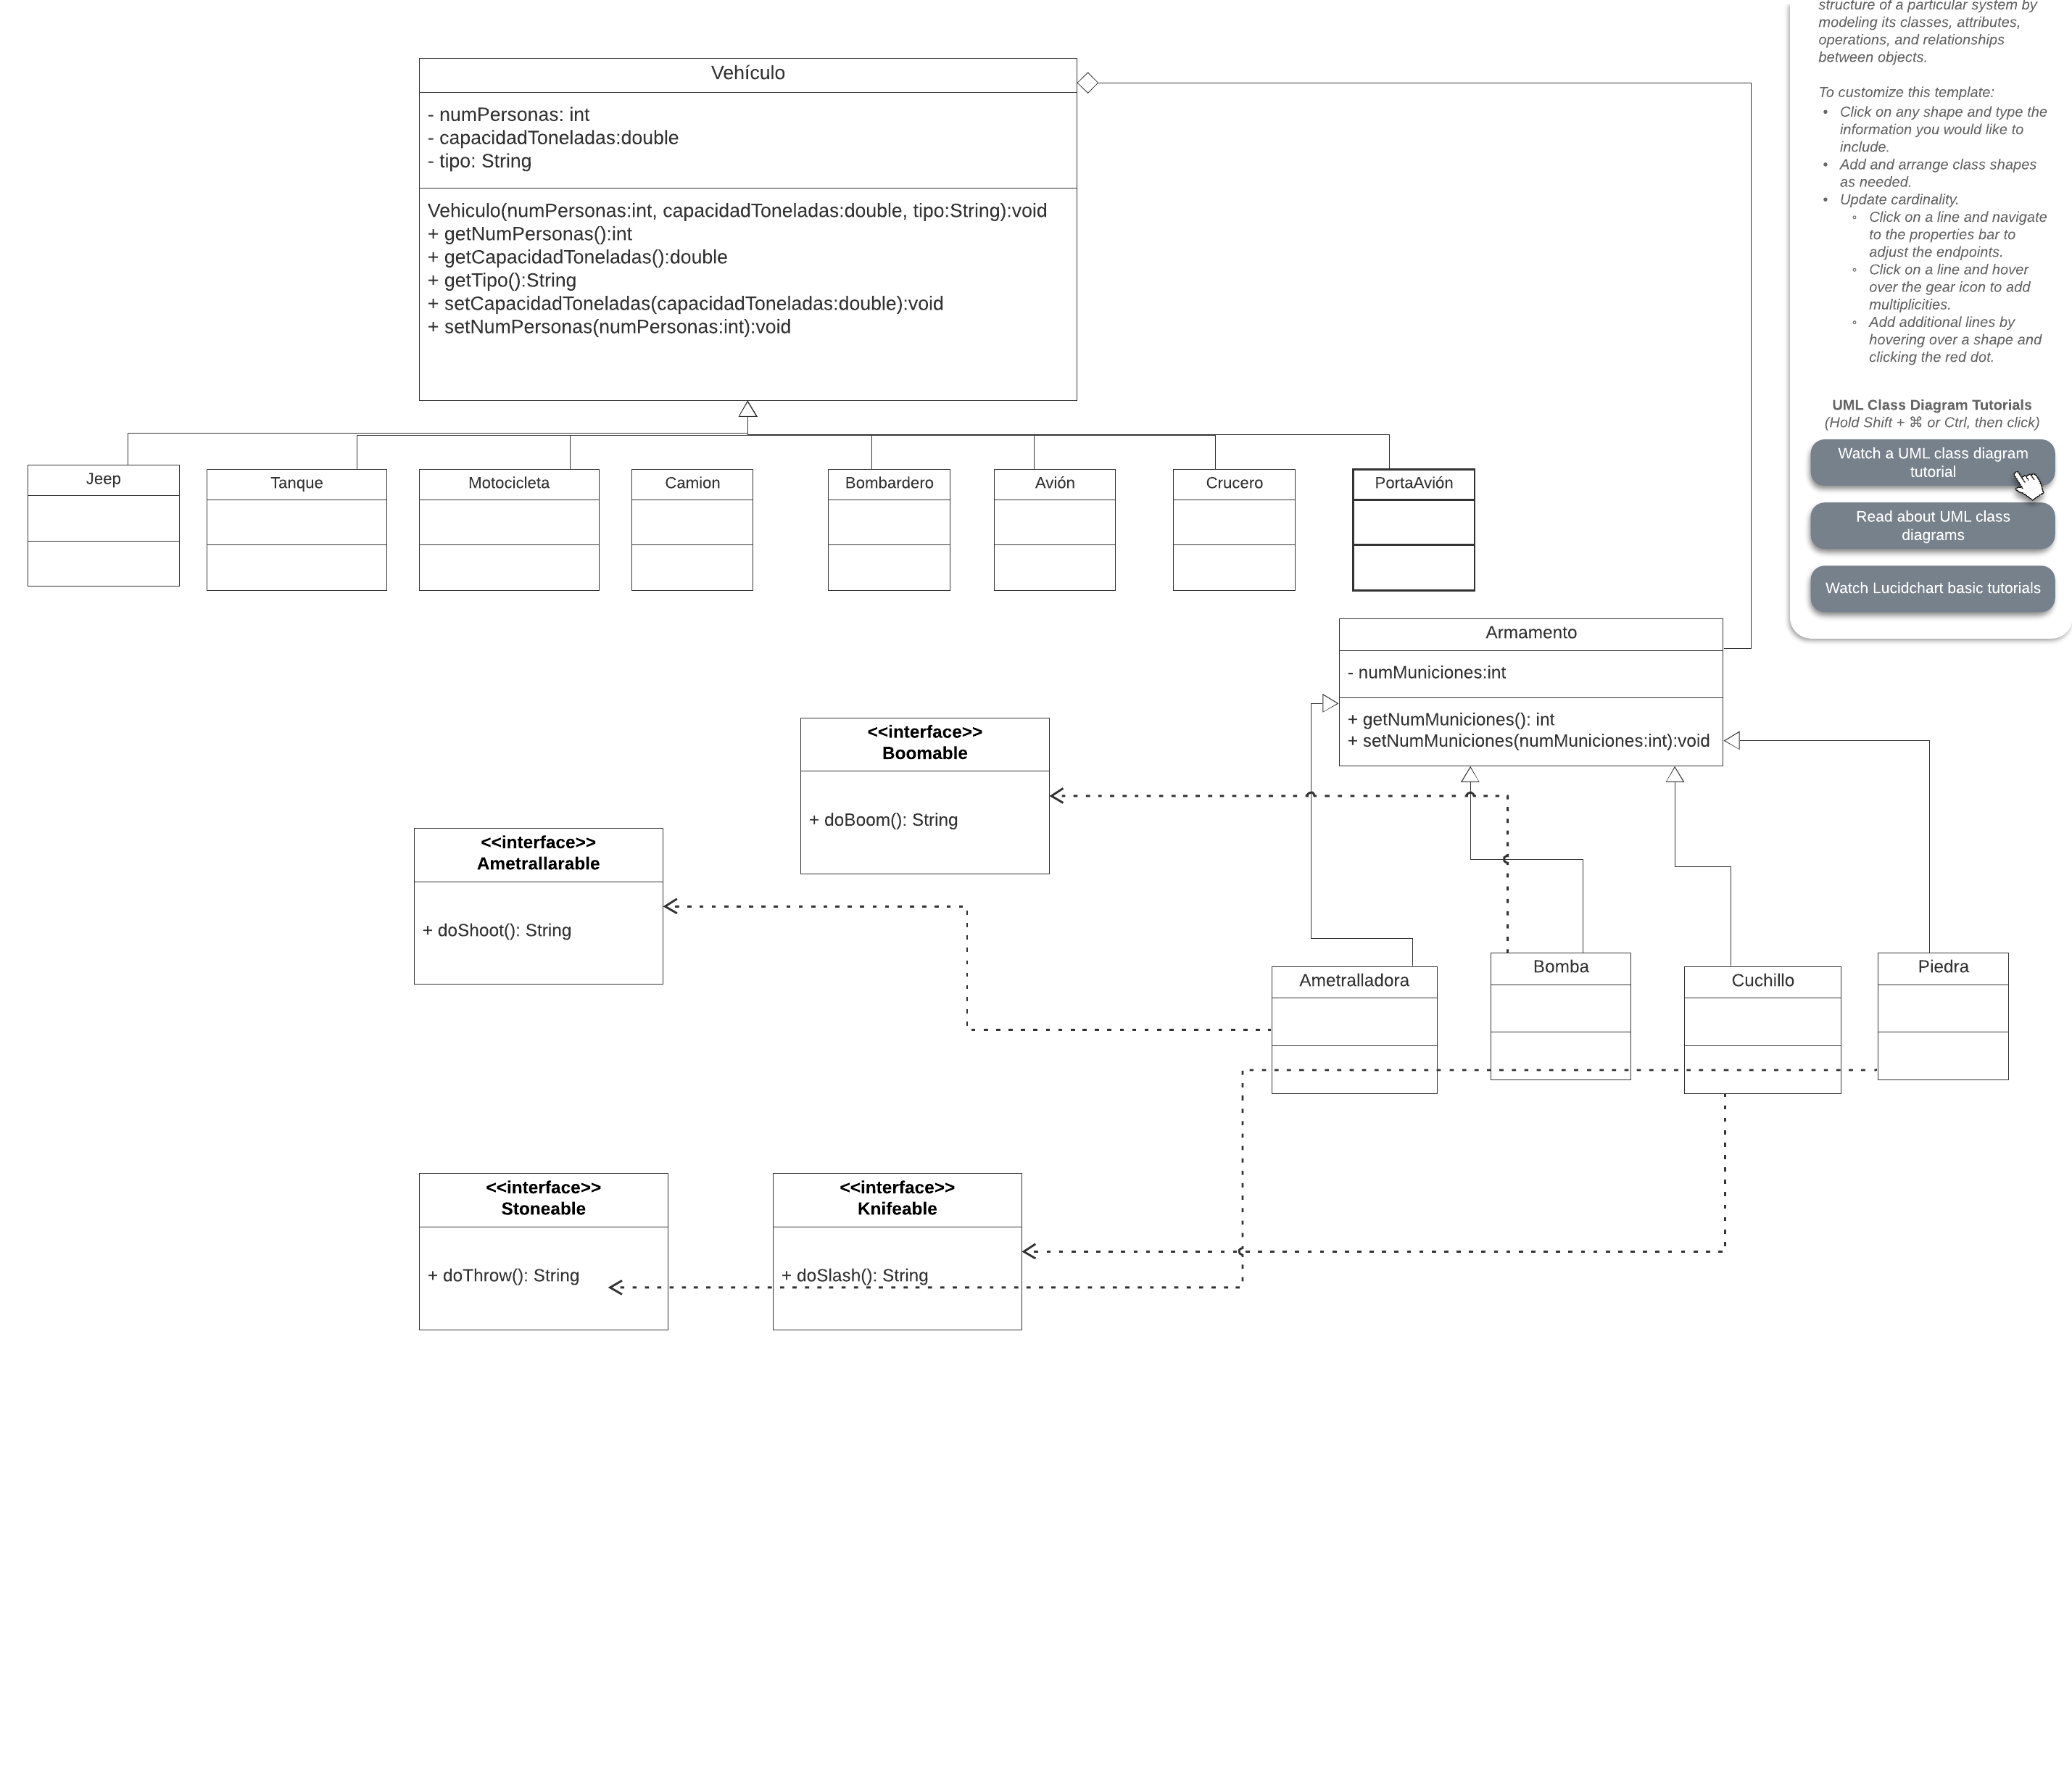 structure of a particular system by
modeling its classes, attributes,
operations, and relationships
between objects.
To customize this template:
• Click on any shape and type the
information you would like to
include.
• Add and arrange class shapes
as needed.
• Update cardinality.
◦ Click on a line and navigate
to the properties bar to
adjust the endpoints.
◦ Click on a line and hover
over the gear icon to add
multiplicities.
◦ Add additional lines by
hovering over a shape and
clicking the red dot.
UML Class Diagram Tutorials
(Hold Shift + ⌘ or Ctrl, then click)
Watch a UML class diagram
tutorial
Read about UML class
diagrams
Watch Lucidchart basic tutorials
Vehículo
- numPersonas: int
- capacidadToneladas:double
- tipo: String
Vehiculo(numPersonas:int, capacidadToneladas:double, tipo:String):void
+ getNumPersonas():int
+ getCapacidadToneladas():double
+ getTipo():String
+ setCapacidadToneladas(capacidadToneladas:double):void
+ setNumPersonas(numPersonas:int):void
Jeep
Tanque
Motocicleta
Camion
Bombardero
Avión
Crucero
PortaAvión
Armamento
- numMuniciones:int
+ getNumMuniciones(): int
+ setNumMuniciones(numMuniciones:int):void
<<interface>>
Boomable
+ doBoom(): String
<<interface>>
Ametrallarable
+ doShoot(): String
Ametralladora
Bomba
Cuchillo
Piedra
<<interface>>
Stoneable
+ doThrow(): String
<<interface>>
Knifeable
+ doSlash(): String